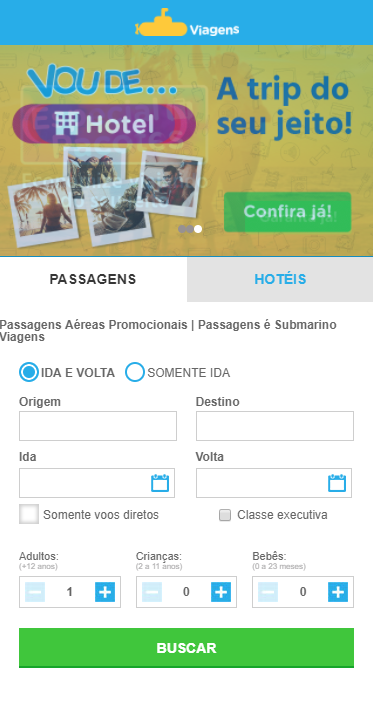 Viagens
VOU DE...
Hotel
A trip do
seu jeito!
Confira já!
PASSAGENS
HOTÉIS
Passagens Aéreas Promocionais | Passagens é Submarino
Viagens
IDA E VOLTA
SOMENTE IDA
Origem
Destino
Ida
Volta
Somente voos diretos
Classe executiva
Adultos:
Crianças:
Bebês:
(+12 anos)
(2 a 11 anos)
(0 a 23 meses)
1
0
0
BUSCAR